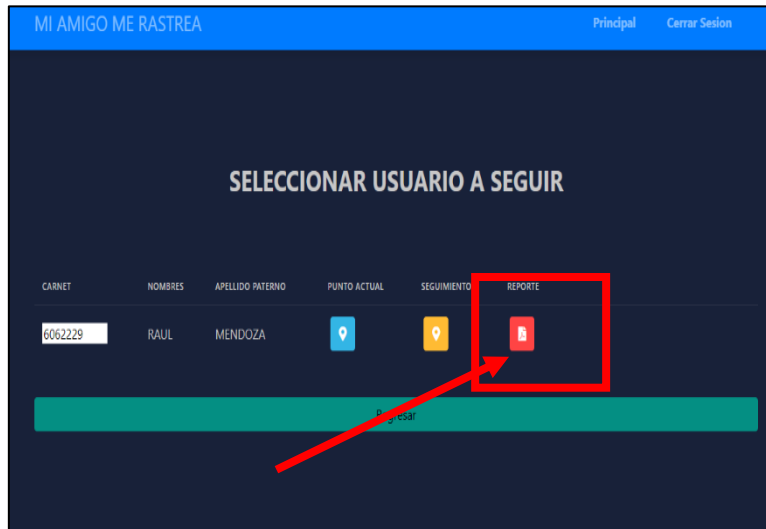 MI AMIGO ME RASTREA Principal Cerrar Sesion
SELECCIONAR USUARIO A SEGUIR
CARNET NOMBRES APELLIDO PATERNO PUNTO ACTUAL SEGUIMIENTO REPORTE
6062229 RAUL MENDOZA
Regresar